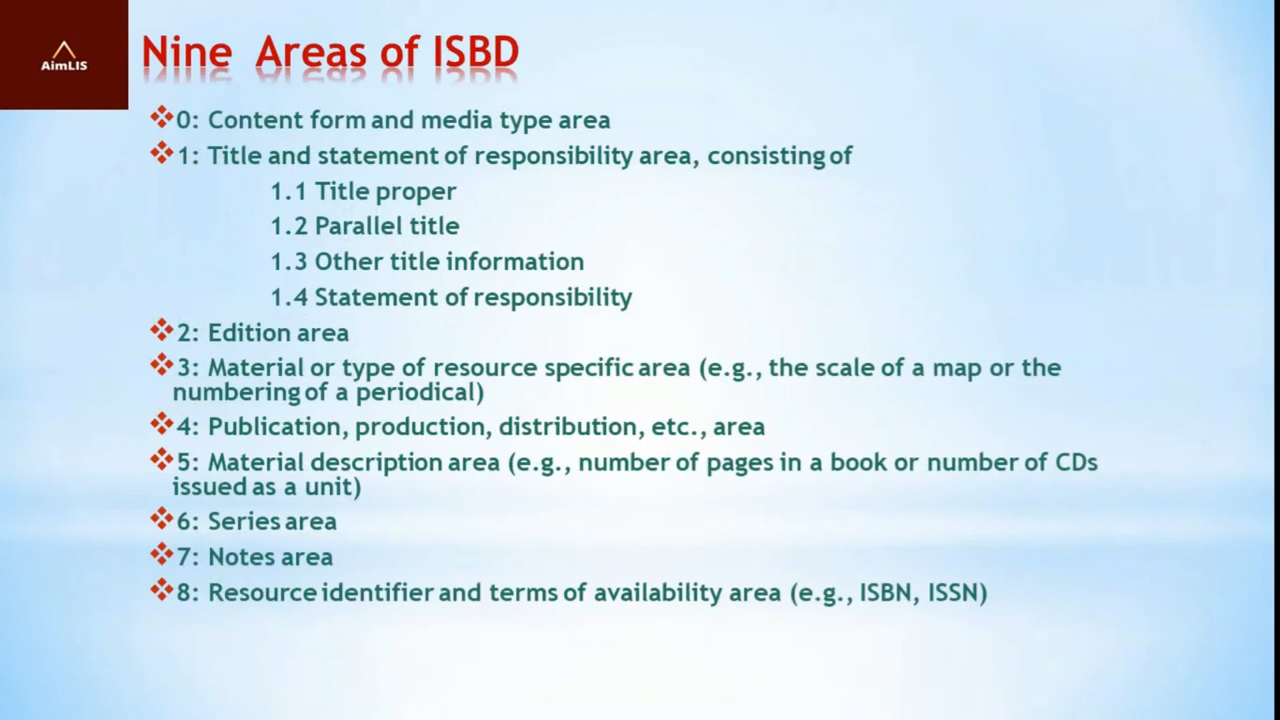 AimLIS
Nine Areas of ISBD
0: Content form and media type area
1: Title and statement of responsibility area, consisting of
1.1 Title proper
1.2 Parallel title
1.3 Other title information
1.4 Statement of responsibility
2: Edition area
3: Material or type of resource specific area (e.g., the scale of a map or the
numbering of a periodical)
4: Publication, production, distribution, etc., area
5: Material description area (e.g., number of pages in a book or number of CDs
issued as a unit)
6: Series area
7: Notes area
8: Resource identifier and terms of availability area (e.g., ISBN, ISSN)